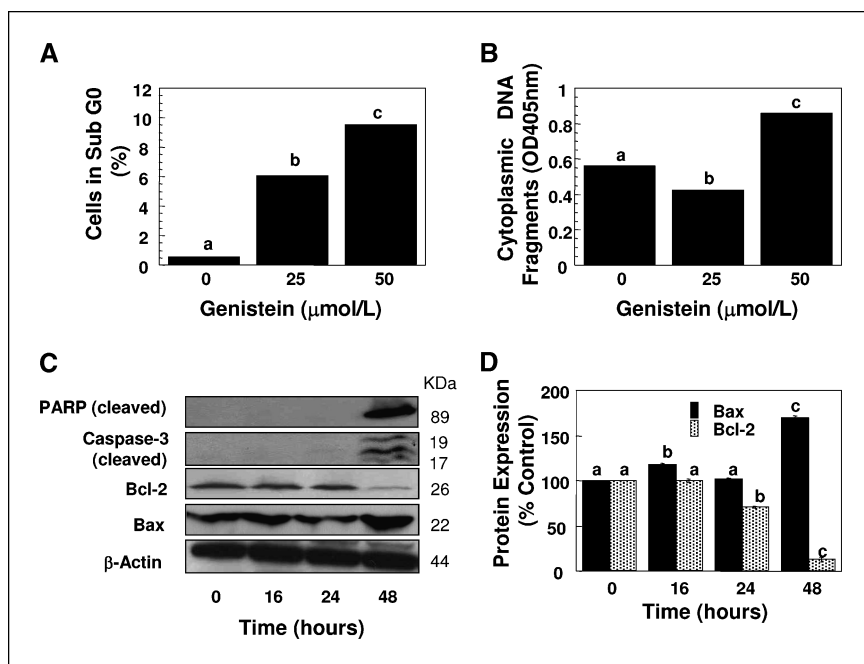 A
Cells in Sub G0
(%)
12
10
8
6
4
2
0
a
b
c
0 25 50
Genistein (μmol/L)
B
Cytoplasmic DNA
Fragments (OD405nm)
1
0.8
0.6
0.4
0.2
0
a
b
c
0 25 50
Genistein (μmol/L)
C
KDa
PARP (cleaved) 89
Caspase-3 19
(cleaved) 17
Bcl-2 26
Bax 22
β-Actin 44
0 16 24 48
Time (hours)
D
Protein Expression
(% Control)
200
150
100
50
0
Bax
Bcl-2
a a
b a
a b
c c
0 16 24 48
Time (hours)